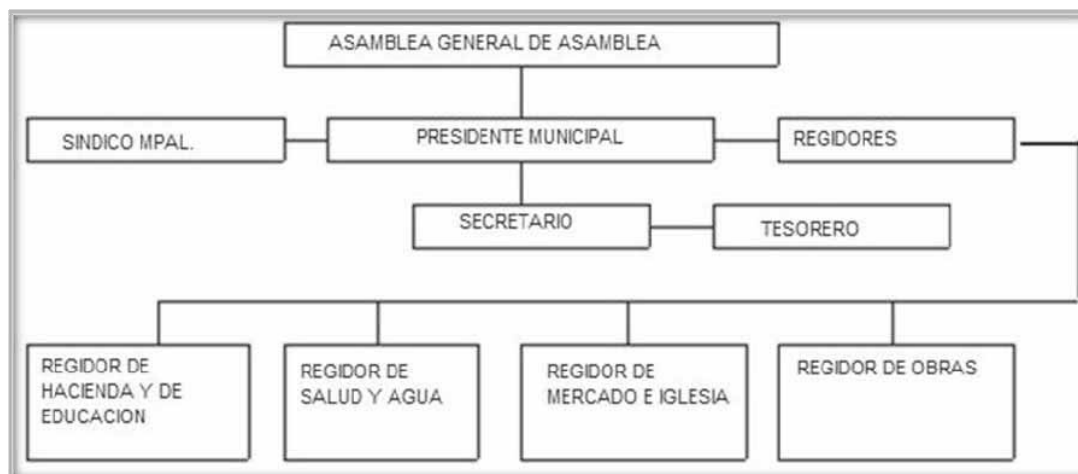 ASAMBLEA GENERAL DE ASAMBLEA
SINDICO MPAL.
PRESIDENTE MUNICIPAL
REGIDORES
SECRETARIO
TESORERO
REGIDOR DE
HACIENDA Y DE
EDUCACION
REGIDOR DE
SALUD Y AGUA
REGIDOR DE
MERCADO E IGLESIA
REGIDOR DE OBRAS